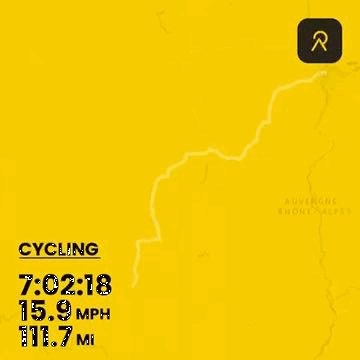 AUVERGNE
RHÔNE-ALPES
CYCLING
7:02:18
15.9 MPH
111.7 MI